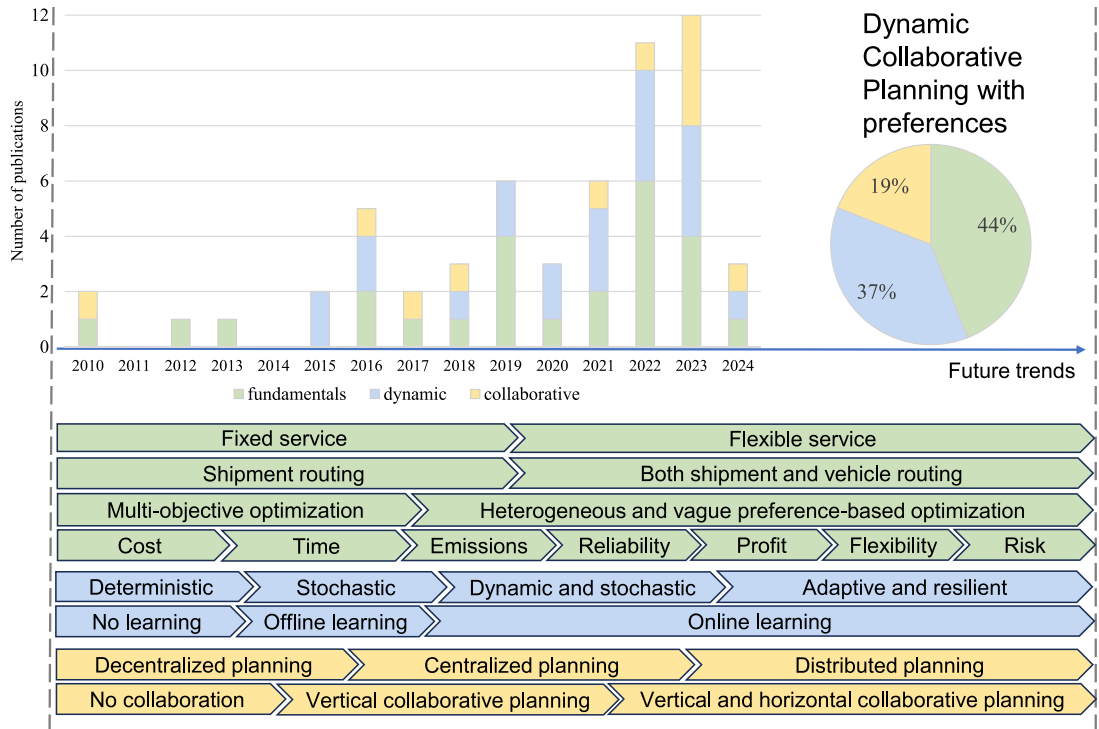 12
10
8
6
4
2
0
Number of publications
2010 2011 2012 2013 2014 2015 2016 2017 2018 2019 2020 2021 2022 2023 2024
fundamentals dynamic collaborative
Dynamic
Collaborative
Planning with
preferences
19%
44%
37%
Future trends
Fixed service Flexible service
Shipment routing Both shipment and vehicle routing
Multi-objective optimization Heterogeneous and vague preference-based optimization
Cost Time Emissions Reliability Profit Flexibility Risk
Deterministic Stochastic Dynamic and stochastic Adaptive and resilient
No learning Offline learning Online learning
Decentralized planning Centralized planning Distributed planning
No collaboration Vertical collaborative planning Vertical and horizontal collaborative planning